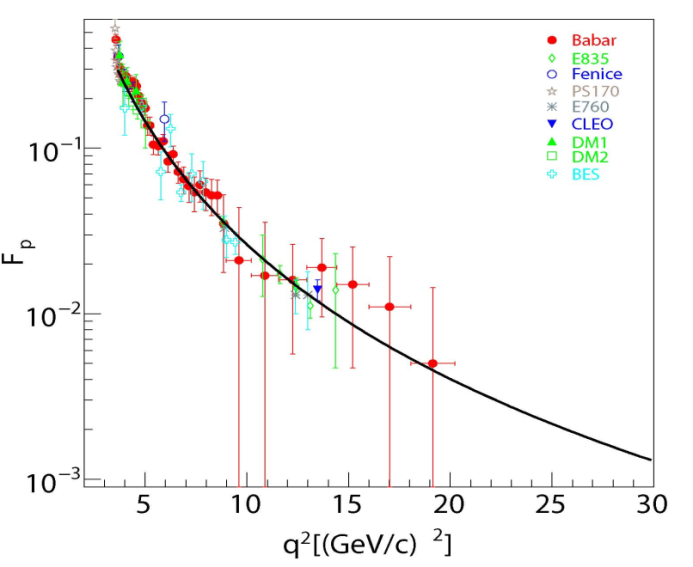 Babar
E835
Fenice
PS170
E760
CLEO
DM1
DM2
BES
10⁻¹
10⁻²
10⁻³
Fₚ
5 10 15 20 25 30
q²[(GeV/c) ²]